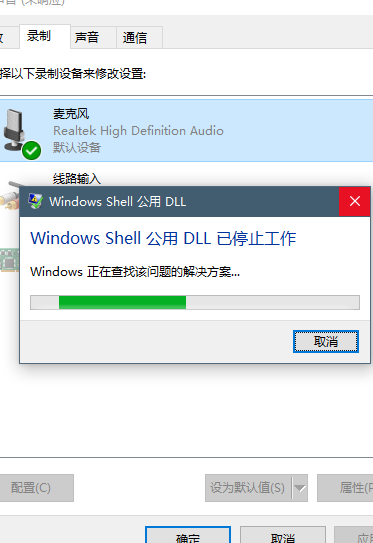 (未响应)
录制
声音
通信
择以下录制设备来修改设置:
麦克风
Realtek High Definition Audio
默认设备
线路输入
Windows Shell 公用 DLL
Windows Shell 公用 DLL 已停止工作
Windows 正在查找该问题的解决方案...
取消
配置(C)
设为默认值(S)
属性(P
确定
取消